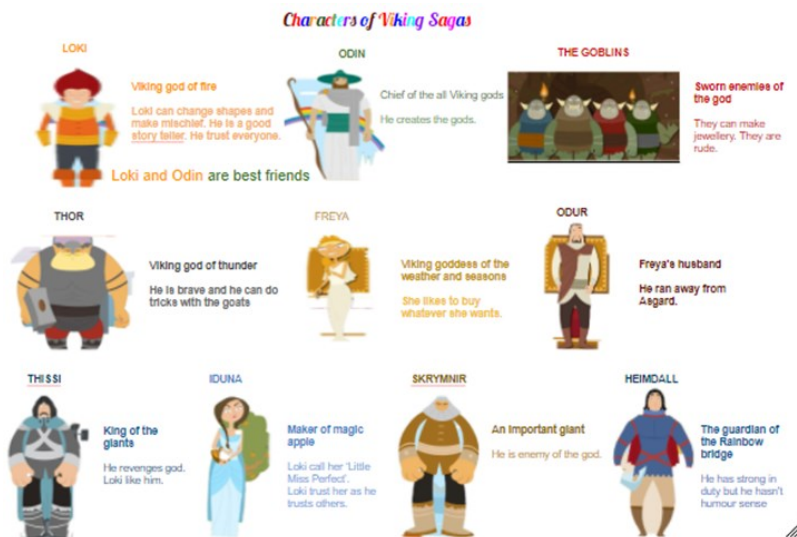 Characters of Viking Sagas
LOKI
Viking god of fire
Loki can change shapes and
make mischief. He is a good
story teller. He trust everyone.
Loki and Odin are best friends
ODIN
Chief of the all Viking gods
He creates the gods.
THE GOBLINS
Sworn enemies of
the god
They can make
jewellery. They are
rude.
THOR
Viking god of thunder
He is brave and he can do
tricks with the goats
FREYA
Viking goddess of the
weather and seasons
She likes to buy
whatever she wants.
ODUR
Freya's husband
He ran away from
Asgard.
THISSI
King of the
giants
He revenges god.
Loki like him.
IDUNA
Maker of magic
apple
Loki call her 'Little
Miss Perfect'.
Loki trust her as he
trusts others.
SKRYMNIR
An important giant
He is enemy of the god.
HEIMDALL
The guardian of
the Rainbow
bridge
He has strong in
duty but he hasn't
humour sense